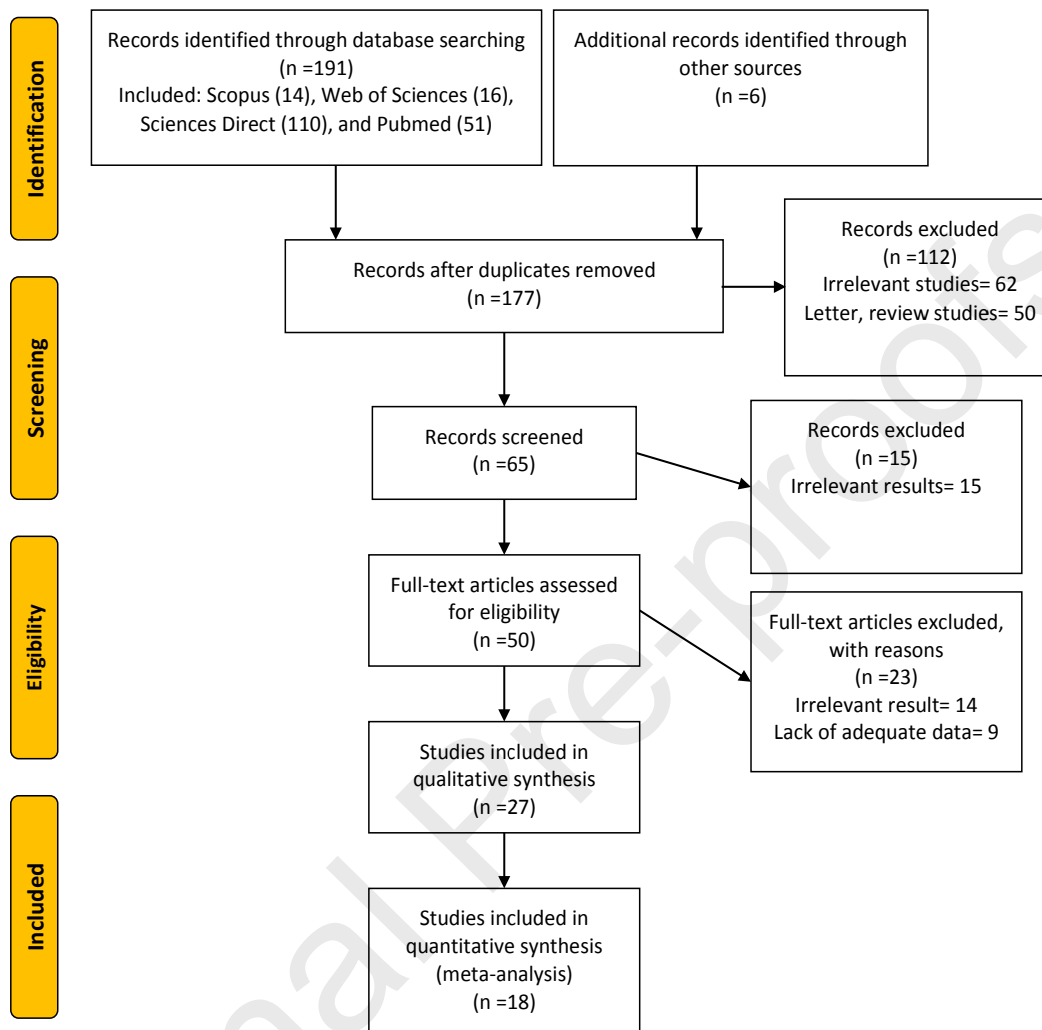 Identification
Records identified through database searching
(n =191)
Included: Scopus (14), Web of Sciences (16),
Sciences Direct (110), and Pubmed (51)
Additional records identified through
other sources
(n =6)
Records after duplicates removed
(n =177)
Records excluded
(n =112)
Irrelevant studies= 62
Letter, review studies= 50
Screening
Records screened
(n =65)
Records excluded
(n =15)
Irrelevant results= 15
Eligibility
Full-text articles assessed
for eligibility
(n =50)
Full-text articles excluded,
with reasons
(n =23)
Irrelevant result= 14
Lack of adequate data= 9
Studies included in
qualitative synthesis
(n =27)
Included
Studies included in
quantitative synthesis
(meta-analysis)
(n =18)
nal Pre-proofs